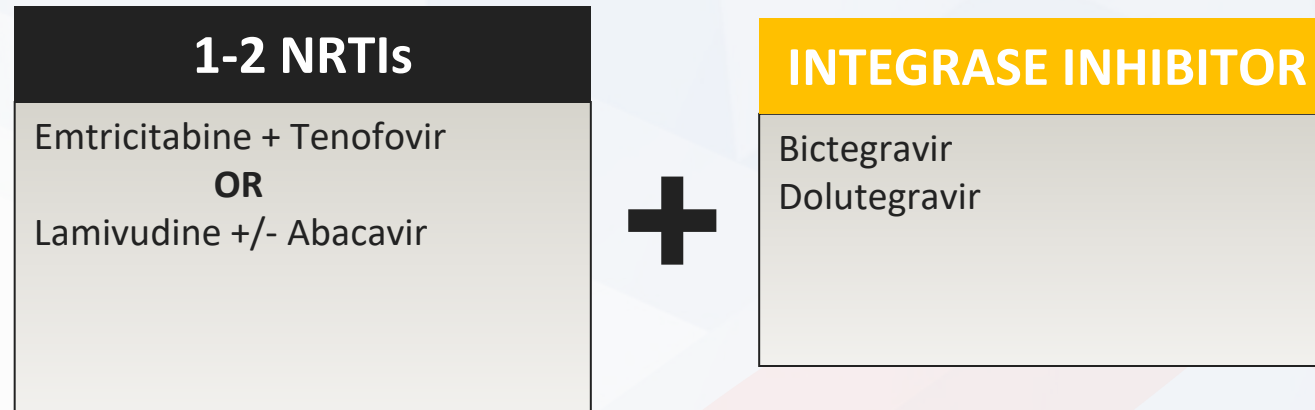 1-2 NRTIs
Emtricitabine + Tenofovir
OR
Lamivudine +/- Abacavir
+
INTEGRASE INHIBITOR
Bictegravir
Dolutegravir